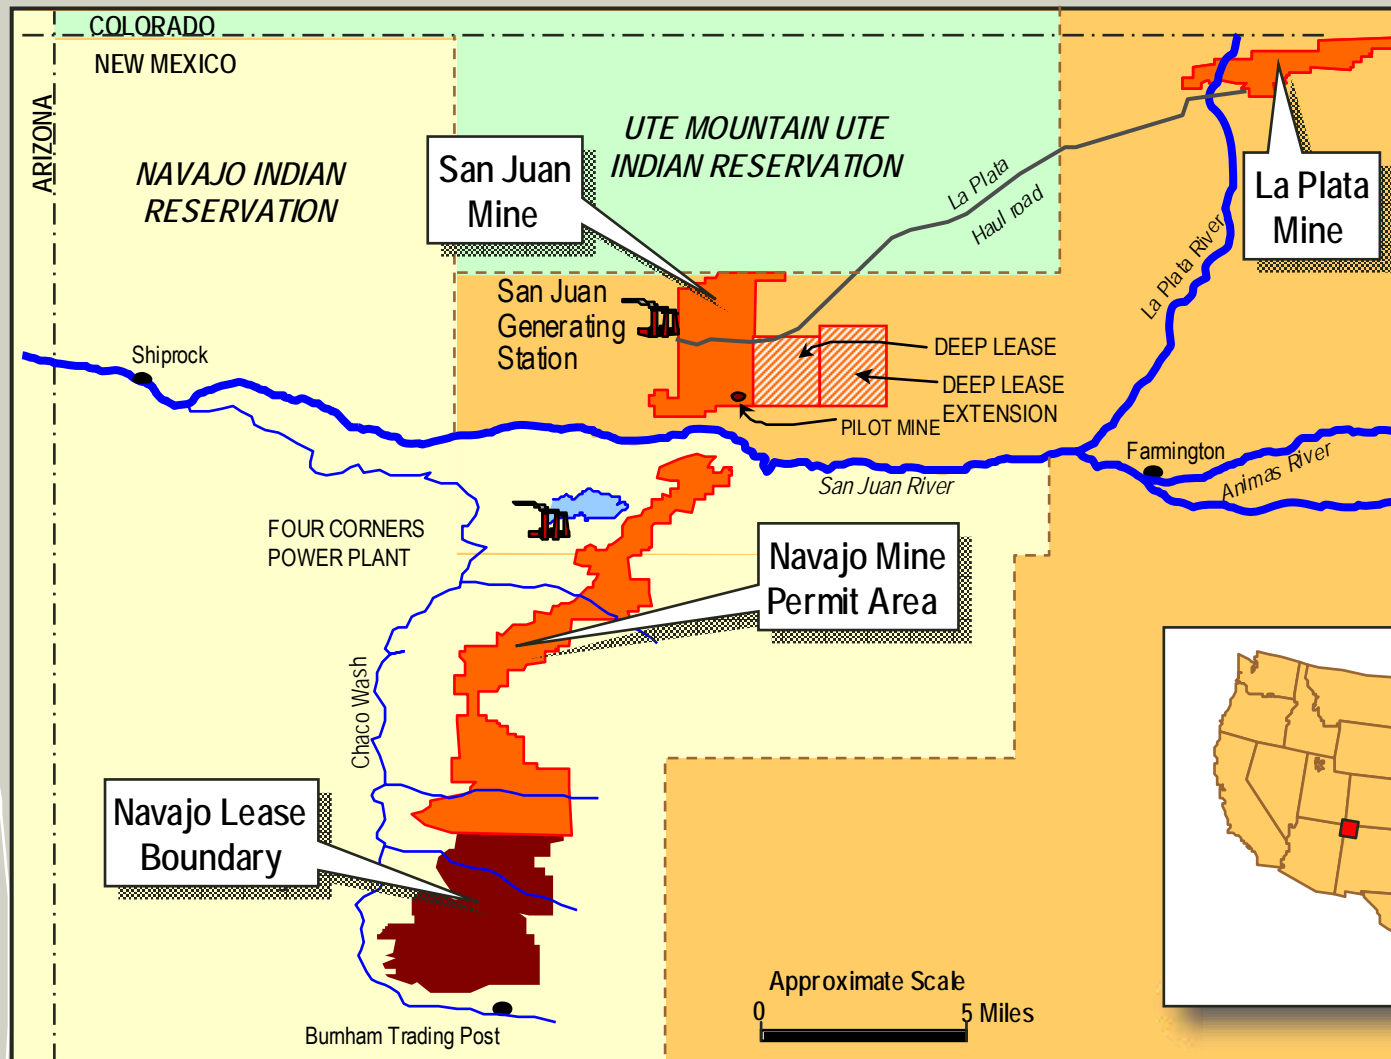 COLORADO
NEW MEXICO
ARIZONA
NAVAJO INDIAN
RESERVATION
UTE MOUNTAIN UTE
INDIAN RESERVATION
San Juan
Mine
La Plata
Haul road
La Plata
Mine
La Plata River
San Juan
Generating
Station
Shiprock
DEEP LEASE
DEEP LEASE
EXTENSION
PILOT MINE
Farmington
Animas River
San Juan River
FOUR CORNERS
POWER PLANT
Navajo Mine
Permit Area
Chaco Wash
Navajo Lease
Boundary
Burnham Trading Post
Approximate Scale
0 5 Miles